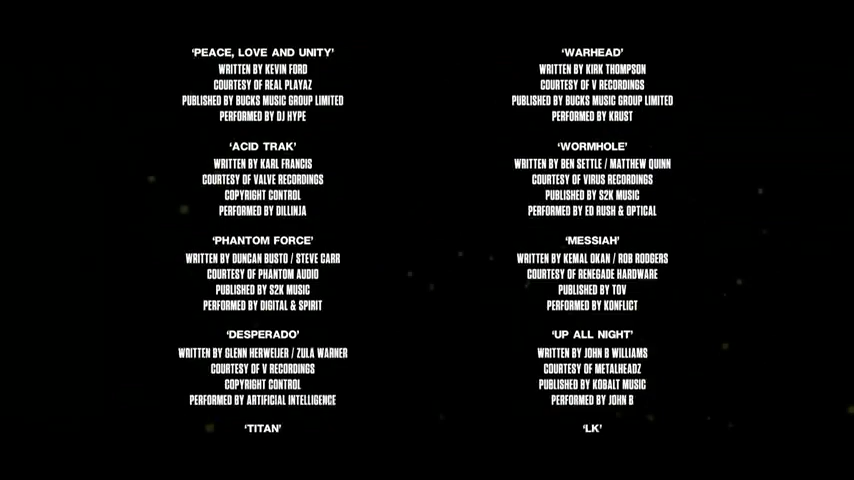 ‘PEACE, LOVE AND UNITY’
WRITTEN BY KEVIN FORD
COURTESY OF REAL PLAYAZ
PUBLISHED BY BUCKS MUSIC GROUP LIMITED
PERFORMED BY DJ HYPE
‘ACID TRAK’
WRITTEN BY KARL FRANCIS
COURTESY OF VALVE RECORDINGS
COPYRIGHT CONTROL
PERFORMED BY DILLINJA
‘PHANTOM FORCE’
WRITTEN BY DUNCAN BUSTO / STEVE CARR
COURTESY OF PHANTOM AUDIO
PUBLISHED BY S2K MUSIC
PERFORMED BY DIGITAL & SPIRIT
‘DESPERADO’
WRITTEN BY GLENN HERWEIJER / ZULA WARNER
COURTESY OF V RECORDINGS
COPYRIGHT CONTROL
PERFORMED BY ARTIFICIAL INTELLIGENCE
‘TITAN’
‘WARHEAD’
WRITTEN BY KIRK THOMPSON
COURTESY OF V RECORDINGS
PUBLISHED BY BUCKS MUSIC GROUP LIMITED
PERFORMED BY KRUST
‘WORMHOLE’
WRITTEN BY BEN SETTLE / MATTHEW QUINN
COURTESY OF VIRUS RECORDINGS
PUBLISHED BY S2K MUSIC
PERFORMED BY ED RUSH & OPTICAL
‘MESSIAH’
WRITTEN BY KEMAL OKAN / ROB RODGERS
COURTESY OF RENEGADE HARDWARE
PUBLISHED BY TOV
PERFORMED BY KONFLICT
‘UP ALL NIGHT’
WRITTEN BY JOHN B WILLIAMS
COURTESY OF METALHEADZ
PUBLISHED BY KOBALT MUSIC
PERFORMED BY JOHN B
‘LK’